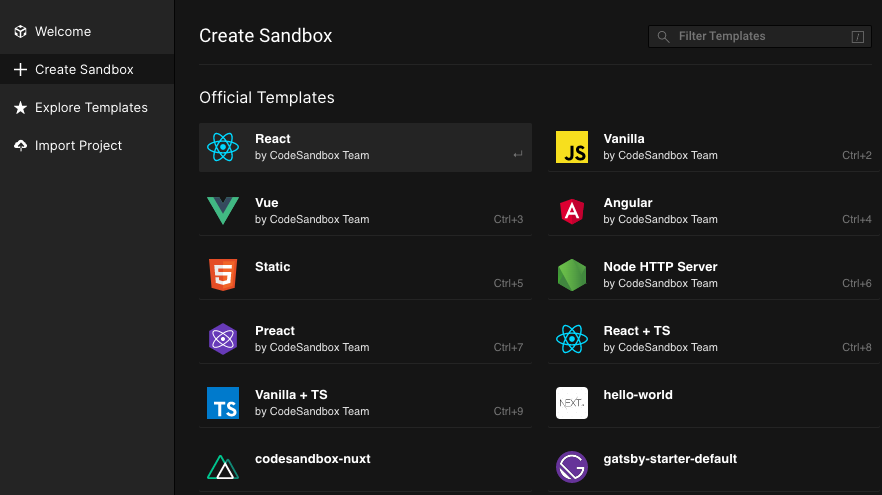 Welcome
Create Sandbox
Explore Templates
Import Project
Create Sandbox
Filter Templates
/
Official Templates
React
by CodeSandbox Team
JS
Vanilla
by CodeSandbox Team
Ctrl+2
Vue
by CodeSandbox Team
Ctrl+3
A
Angular
by CodeSandbox Team
Ctrl+4
5
Static
Ctrl+5
Node HTTP Server
by CodeSandbox Team
Ctrl+6
Preact
by CodeSandbox Team
Ctrl+7
React + TS
by CodeSandbox Team
Ctrl+8
TS
Vanilla + TS
by CodeSandbox Team
Ctrl+9
NEXT.
hello-world
codesandbox-nuxt
gatsby-starter-default